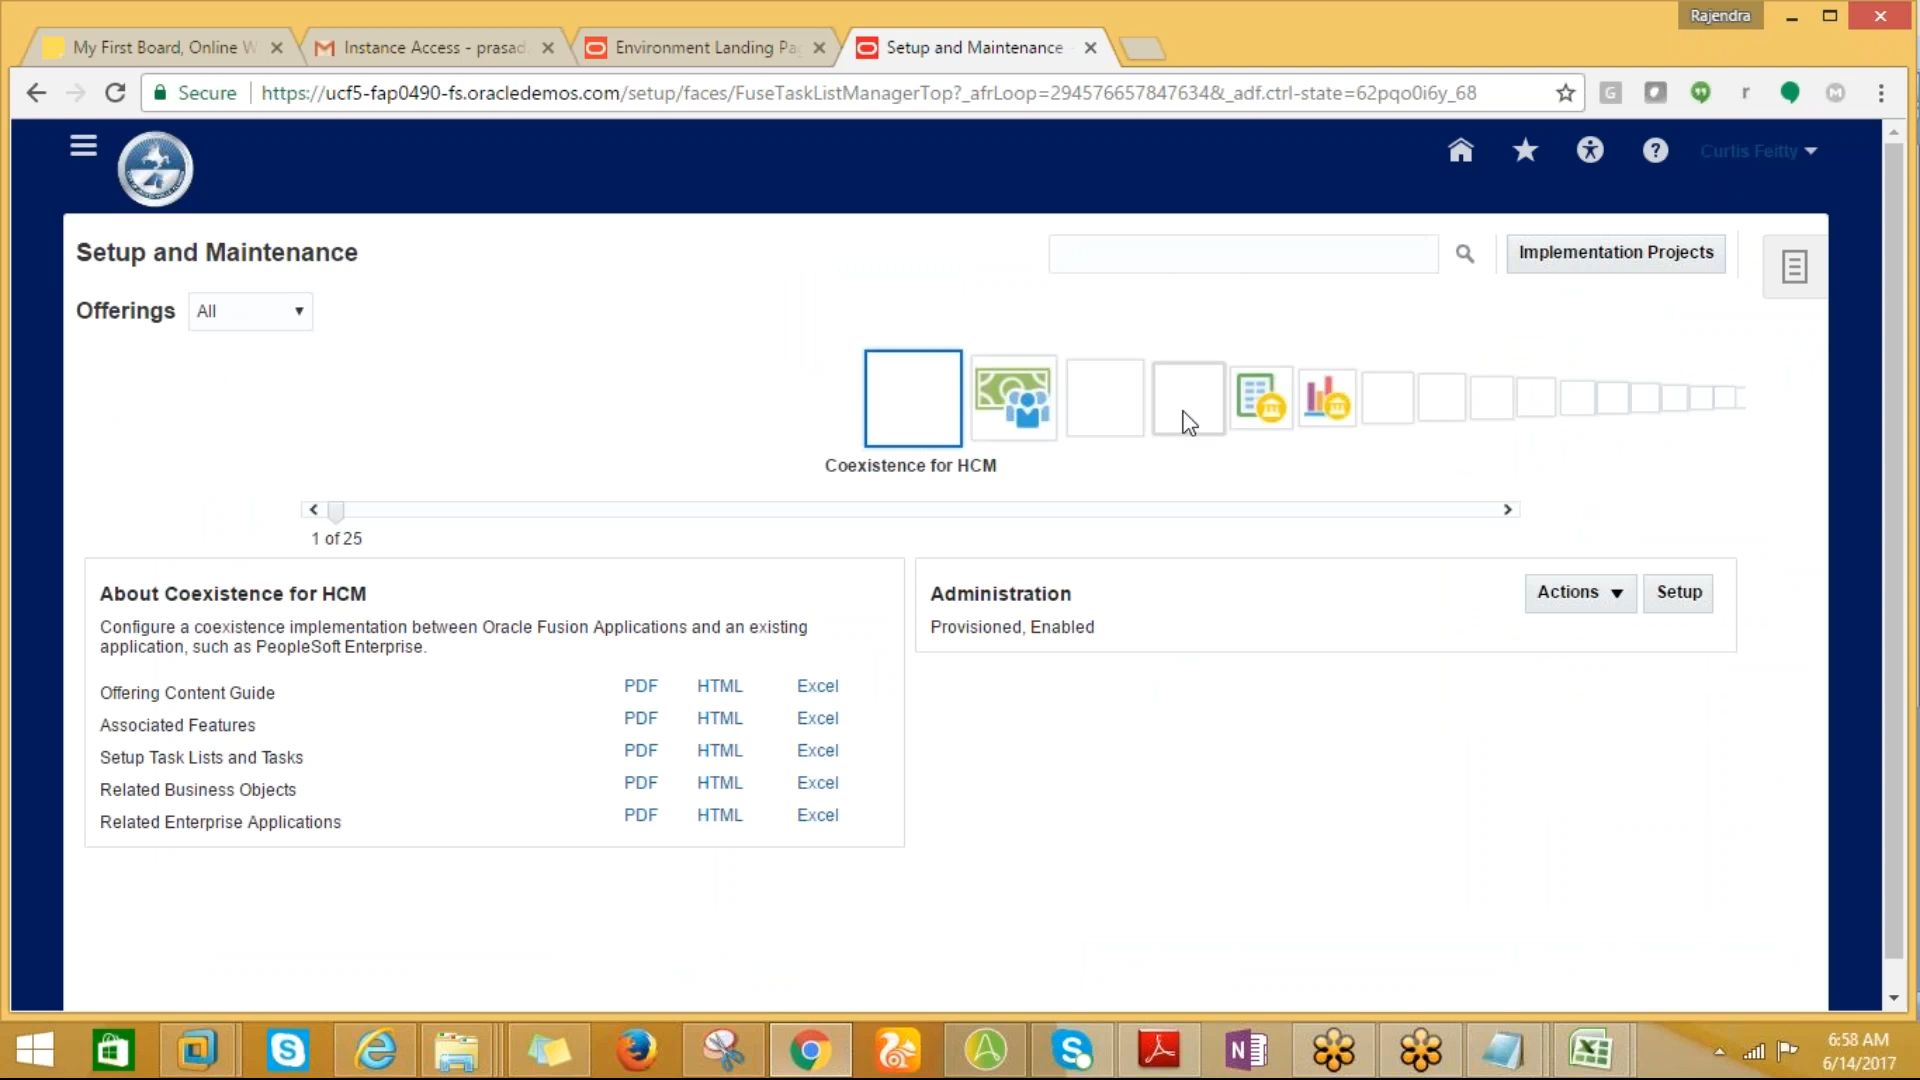 Rajendra
My First Board, Online W
Instance Access - prasad
Environment Landing Pa
Setup and Maintenance
Secure
https://ucf5-fap0490-fs.oracledemos.com/setup/faces/FuseTaskListManagerTop?_afrLoop=294576657847634&_adf.ctrl-state=62pqo0i6y_68
Curtis Feitty
Setup and Maintenance
Implementation Projects
Offerings All
Coexistence for HCM
1 of 25
About Coexistence for HCM
Configure a coexistence implementation between Oracle Fusion Applications and an existing
application, such as PeopleSoft Enterprise.
Offering Content Guide PDF HTML Excel
Associated Features PDF HTML Excel
Setup Task Lists and Tasks PDF HTML Excel
Related Business Objects PDF HTML Excel
Related Enterprise Applications PDF HTML Excel
Administration
Actions Setup
Provisioned, Enabled
6:58 AM
6/14/2017